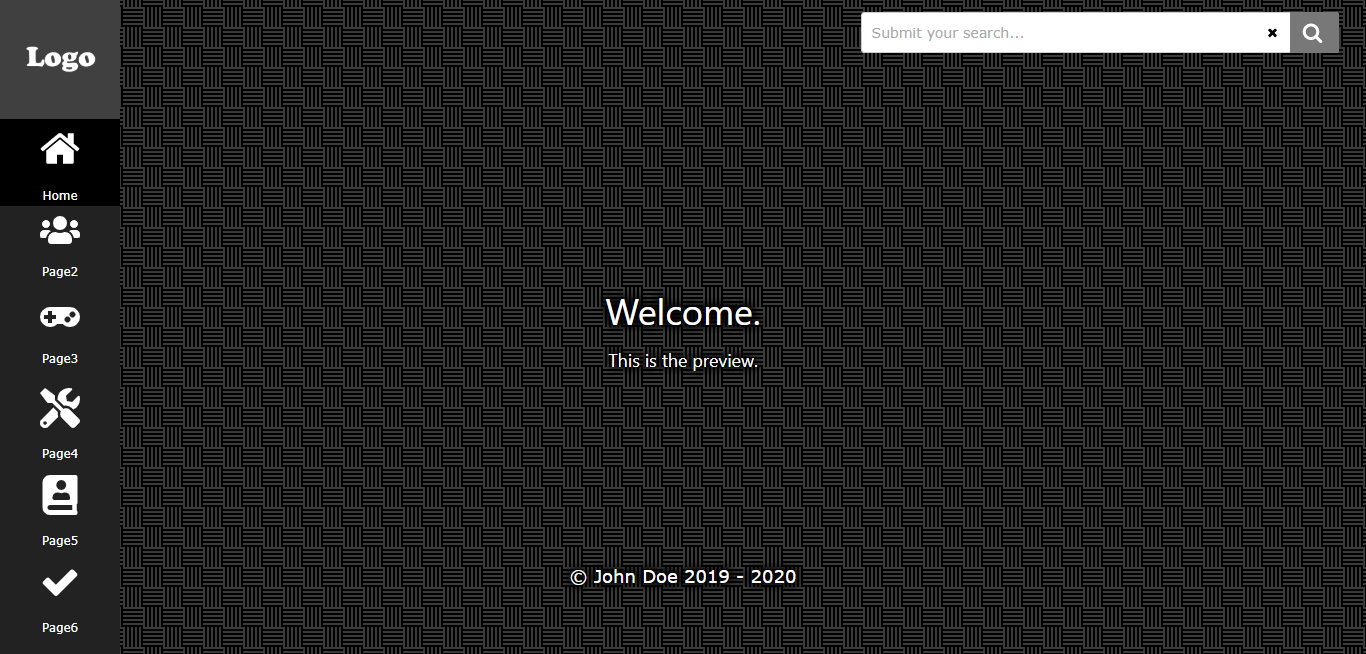 Logo
Submit your search...
Home
Page2
Page3
Page4
Page5
Page6
Welcome.
This is the preview.
© John Doe 2019 - 2020